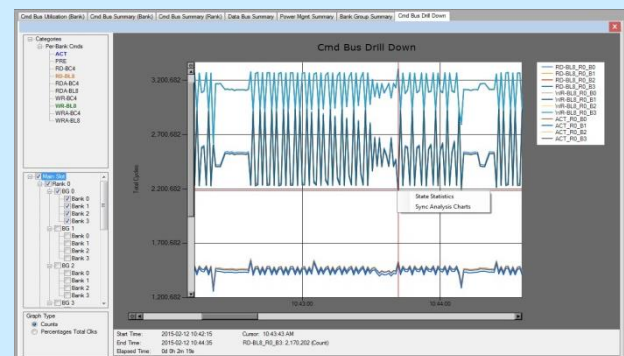 Cmd Bus Utilization (Bank) Cmd Bus Summary (Bank) Cmd Bus Summary (Rank) Data Bus Summary Power Mgmt Summary Bank Group Summary Cmd Bus Drill Down
Categories
Per-Bank Cmds
ACT
PRE
RD-BC4
RD-BL8
RDA-BC4
RDA-BL8
WR-BC4
WR-BL8
WRA-BC4
WRA-BL8
Main Slot
Rank 0
BG 0
Bank 0
Bank 1
Bank 2
Bank 3
BG 1
Bank 0
Bank 1
Bank 2
Bank 3
BG 2
Bank 0
Bank 1
Bank 2
Bank 3
BG 3
Graph Type
Counts
Percentages Total Clks
Cmd Bus Drill Down
Total Cycles
3,200,682
2,700,682
2,200,682
1,700,682
1,200,682
10:43:00
10:44:00
State Statistics
Sync Analysis Charts
RD-BL8_R0_B0
RD-BL8_R0_B1
RD-BL8_R0_B2
RD-BL8_R0_B3
WR-BL8_R0_B0
WR-BL8_R0_B1
WR-BL8_R0_B2
WR-BL8_R0_B3
ACT_R0_B0
ACT_R0_B1
ACT_R0_B2
ACT_R0_B3
Start Time: 2015-02-12 10:42:15 Cursor: 10:43:43 AM
End Time: 2015-02-12 10:44:35 RD-BL8_R0_B3: 2,170,202 (Count)
Elapsed Time: 0d 0h 2m 19s